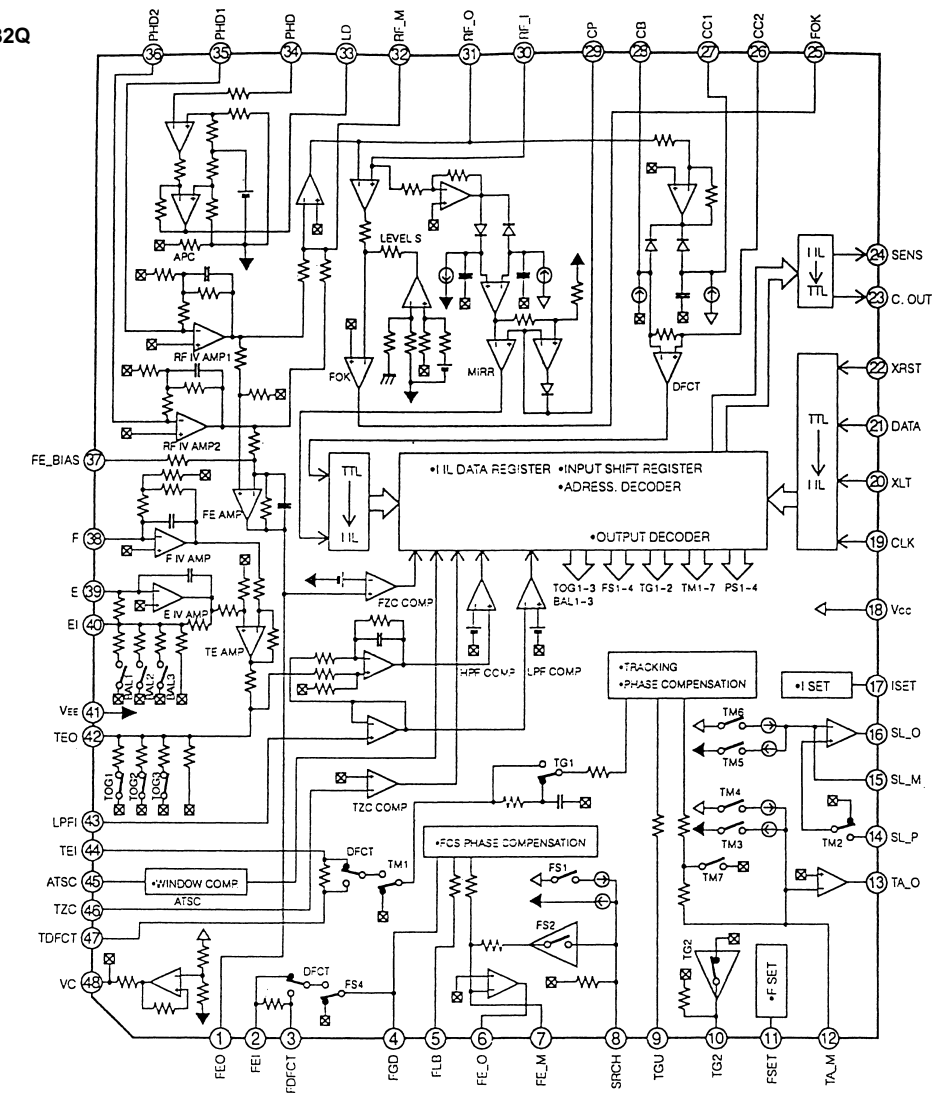 32Q
PHD2
PHD1
PHD
LD
RF_M
RF_O
RF_I
CP
CB
CC1
CC2
FOK
36
35
34
33
32
31
30
29
28
27
26
25
APC
LEVEL S
IIL
TTL
24 SENS
23 C. OUT
RF IV AMP1
FOK
MiRR
DFCT
22 XRST
TTL
IIL
21 DATA
20 XLT
19 CLK
RF IV AMP2
FE_BIAS 37
FE AMP
TTL
IIL
•IIL DATA REGISTER •INPUT SHIFT REGISTER
•ADRESS. DECODER
•OUTPUT DECODER
F 38
F IV AMP
E 39
E IV AMP
EI 40
TE AMP
FZC COMP
TOG1-3 FS1-4 TG1-2 TM1-7 PS1-4
BAL1-3
18 Vcc
BAL1
BAL2
BAL3
HPF COMP
LPF COMP
•TRACKING
•PHASE COMPENSATION
•I SET
17 ISET
VEE 41
TEO 42
TM6
TM5
16 SL_O
15 SL_M
TOG1
TOG2
TOG3
TZC COMP
TG1
TM4
TM3
TM2
14 SL_P
LPFI 43
TEI 44
DFCT
TM1
•FCS PHASE COMPENSATION
FS1
TM7
13 TA_O
ATSC 45
•WINDOW COMP.
ATSC
TZC 46
TDFCT 47
FS2
TG2
•F SET
VC 48
DFCT
FS4
1
2
3
4
5
6
7
8
9
10
11
12
FEO
FEI
FDFCT
FGD
FLB
FE_O
FE_M
SRCH
TGU
TG2
FSET
TA_M